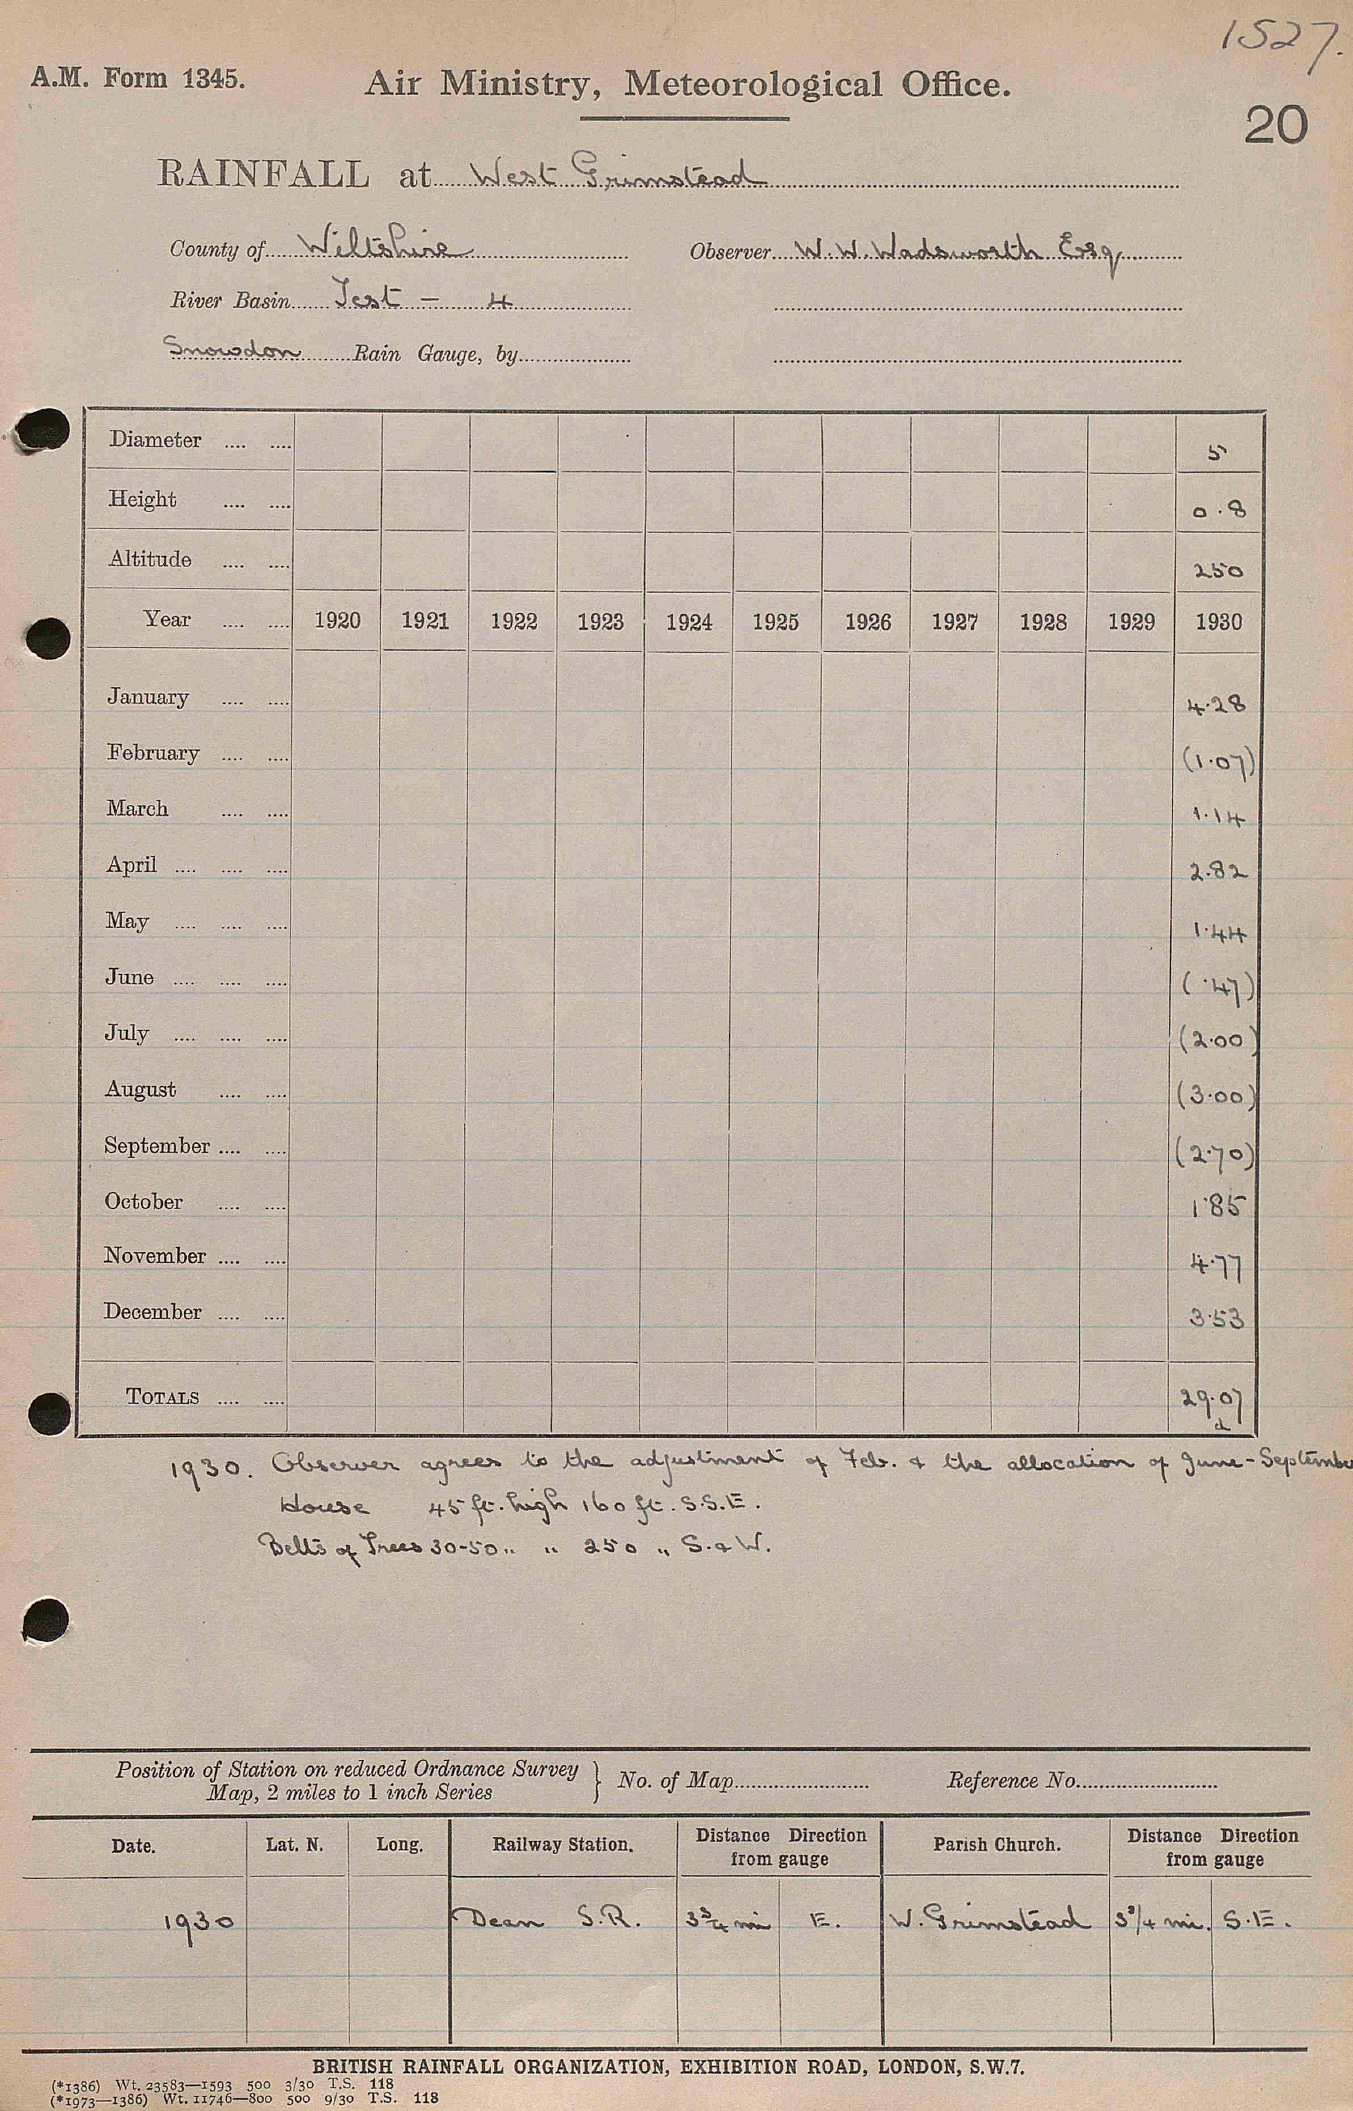 1527.
A.M. Form 1345.
Air Ministry, Meteorological Office.
20
RAINFALL at West Grimstead
County of Wiltshire Observer W. W. Wadsworth Esq
River Basin Test - 4
Snowdon Rain Gauge, by
Diameter .... .... 5
Height .... .... 0.8
Altitude .... .... 250
Year .... .... 1920 1921 1922 1923 1924 1925 1926 1927 1928 1929 1930
January .... .... 4.28
February .... .... (1.07)
March .... .... 1.14
April .... .... .... 2.82
May .... .... .... 1.44
June .... .... .... (.47)
July .... .... .... (2.00)
August .... .... (3.00)
September .... .... (2.70)
October .... .... 1.85
November .... .... 4.77
December .... .... 3.53
TOTALS .... .... 29.07
d
1930. Observer agrees to the adjustment of Feb. & the allocation of June - September
House 45 ft. high 160 ft. S.S.E.
Belts of Trees 30-50 " " 250 " S. & W.
Position of Station on reduced Ordnance Survey
Map, 2 miles to 1 inch Series } No. of Map Reference No.
Date. Lat. N. Long. Railway Station. Distance Direction from gauge Parish Church. Distance Direction from gauge
1930 Dean S.R. 3 3/4 mi E. W. Grimstead 3/4 mi. S.E.
BRITISH RAINFALL ORGANIZATION, EXHIBITION ROAD, LONDON, S.W.7.
(*1386) Wt. 23583—1593 500 3/30 T.S. 118
(*1973—1386) Wt. 11746—800 500 9/30 T.S. 118